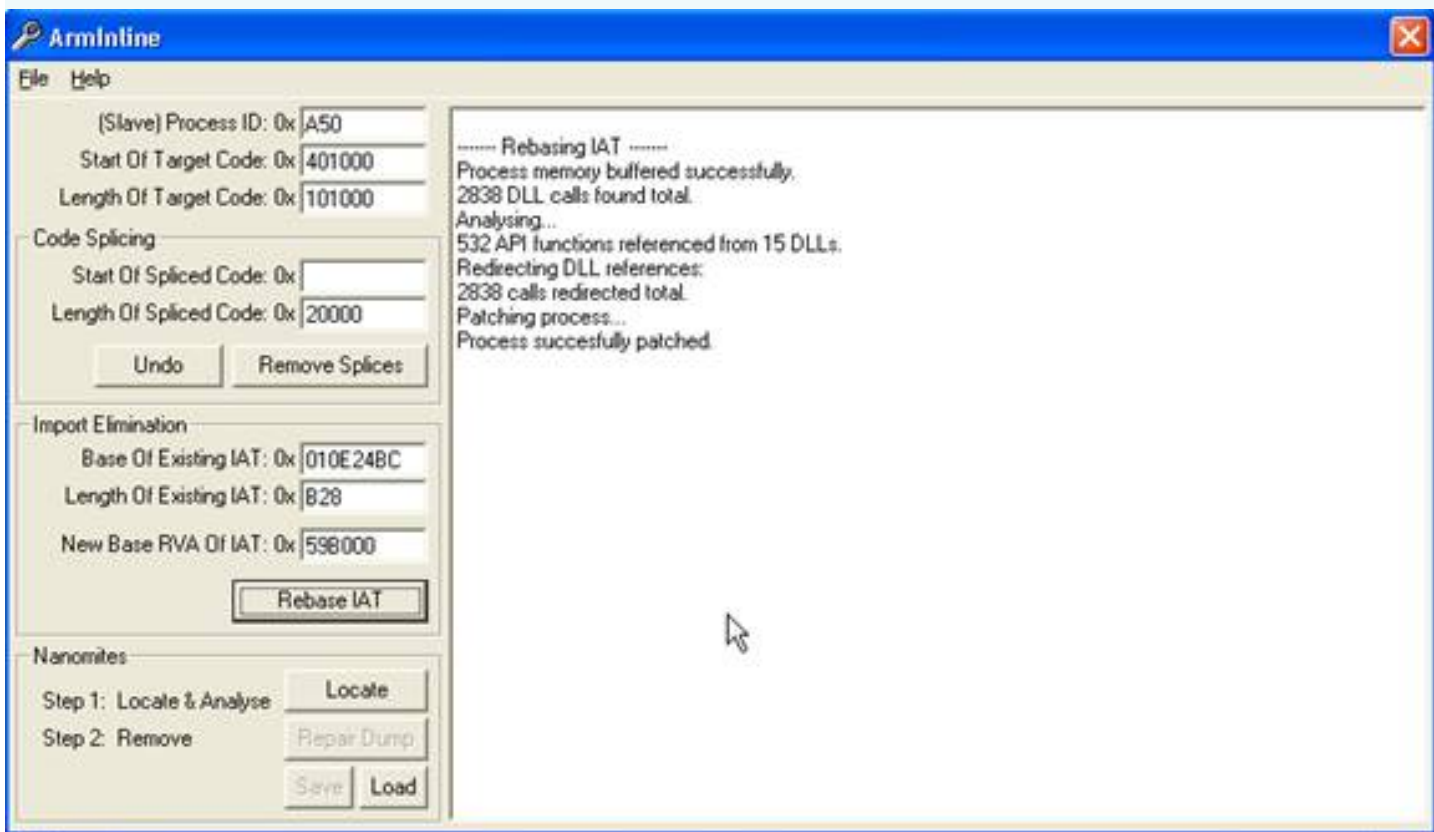 ArmInline
File Help
(Slave) Process ID: 0x A50
Start Of Target Code: 0x 401000
Length Of Target Code: 0x 101000
Code Splicing
Start Of Spliced Code: 0x
Length Of Spliced Code: 0x 20000
Undo Remove Splices
Import Elimination
Base Of Existing IAT: 0x 010E24BC
Length Of Existing IAT: 0x B28
New Base RVA Of IAT: 0x 59B000
Rebase IAT
Nanomites
Step 1: Locate & Analyse Locate
Step 2: Remove Repair Dump
Save Load
------- Rebasing IAT -------
Process memory buffered successfully.
2838 DLL calls found total.
Analysing...
532 API functions referenced from 15 DLLs.
Redirecting DLL references:
2838 calls redirected total.
Patching process...
Process succesfully patched.